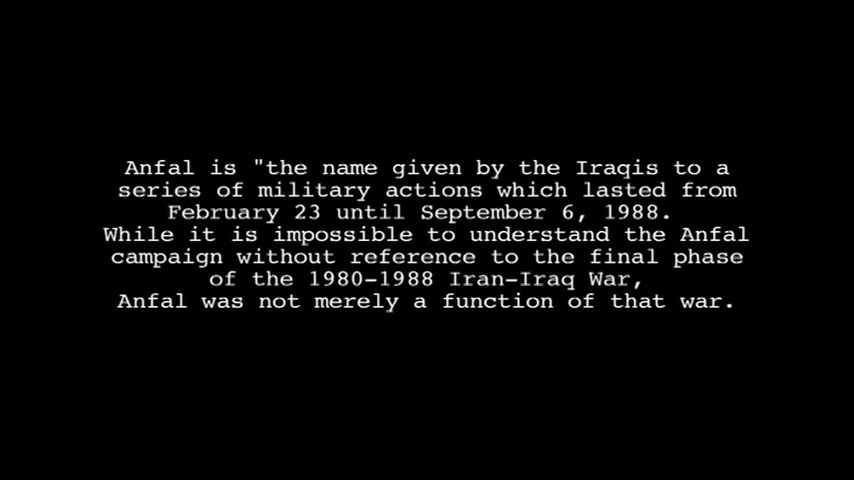 Anfal is "the name given by the Iraqis to a
series of military actions which lasted from
February 23 until September 6, 1988.
While it is impossible to understand the Anfal
campaign without reference to the final phase
of the 1980-1988 Iran-Iraq War,
Anfal was not merely a function of that war.